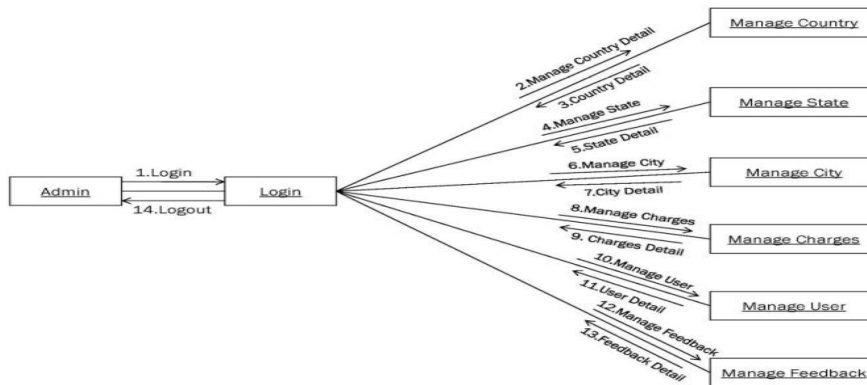 Manage Country
2.Manage Country Detail
3.Country Detail
Manage State
4.Manage State
5.State Detail
6.Manage City
Manage City
7.City Detail
1.Login
Admin
Login
14.Logout
8.Manage Charges
9. Charges Detail
Manage Charges
10.Manage User
11.User Detail
Manage User
12.Manage Feedback
13.Feedback Detail
Manage Feedback